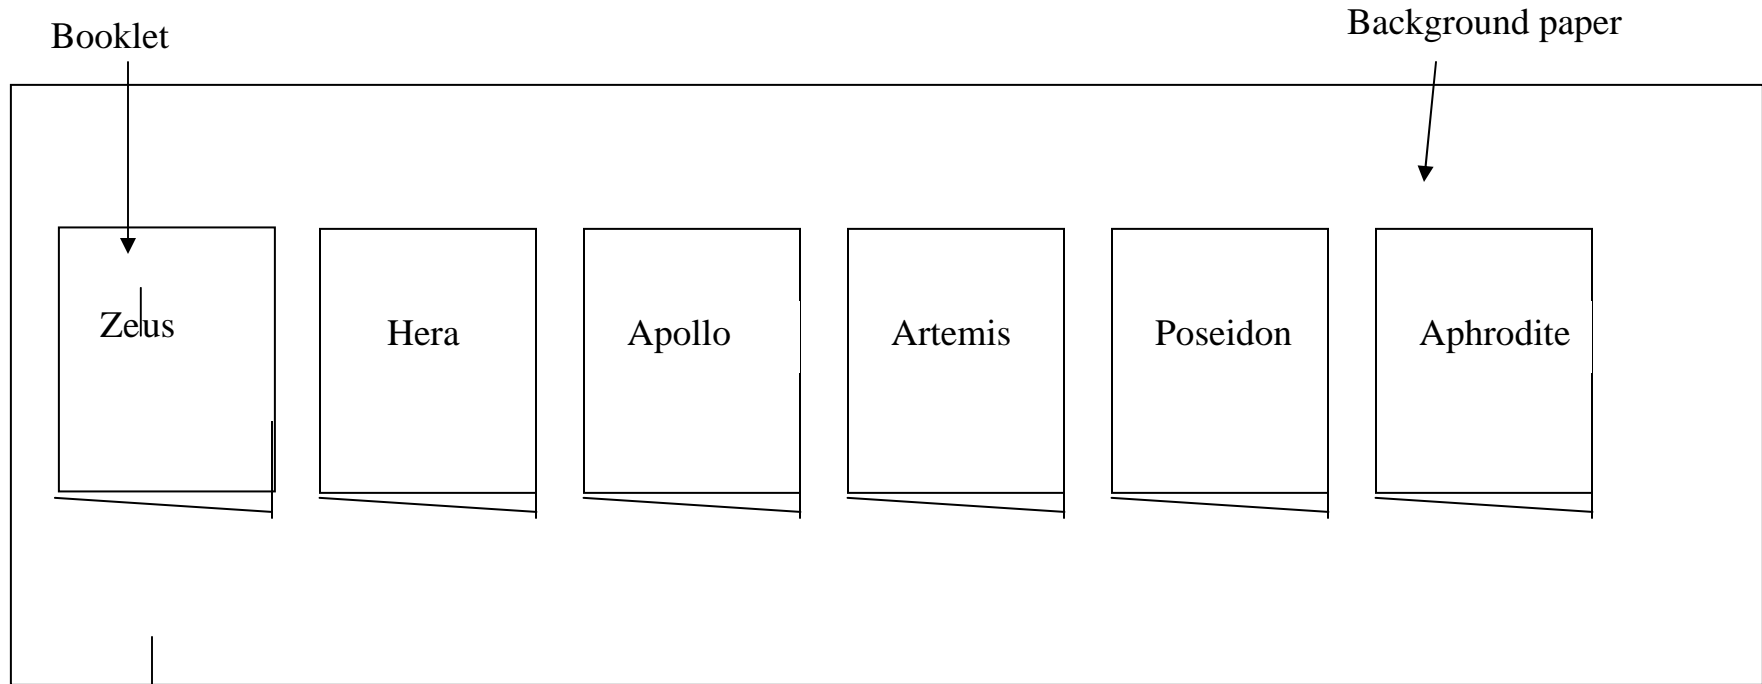 Booklet
Background paper
Zeus
Hera
Apollo
Artemis
Poseidon
Aphrodite